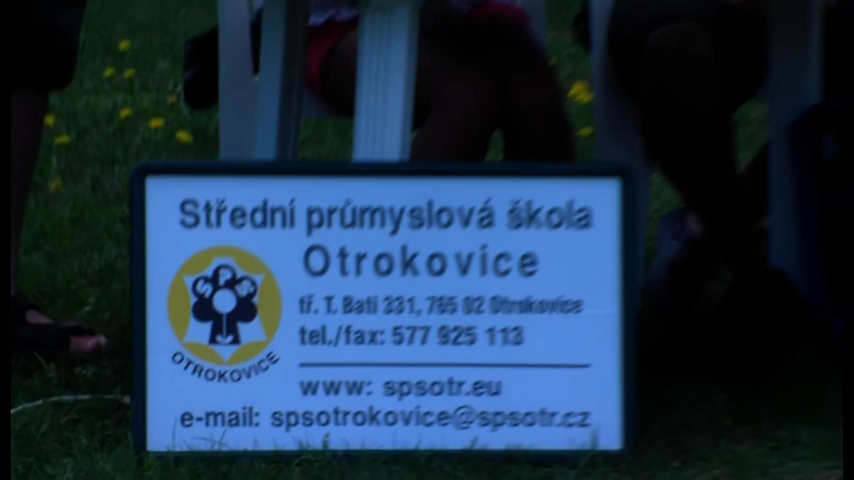 Střední průmyslová škola
Otrokovice
tř. T. Bati 331, 765 02 Otrokovice
tel./fax: 577 925 113
SPŠ
OTROKOVICE
www: spsotr.eu
e-mail: spsotrokovice@spsotr.cz